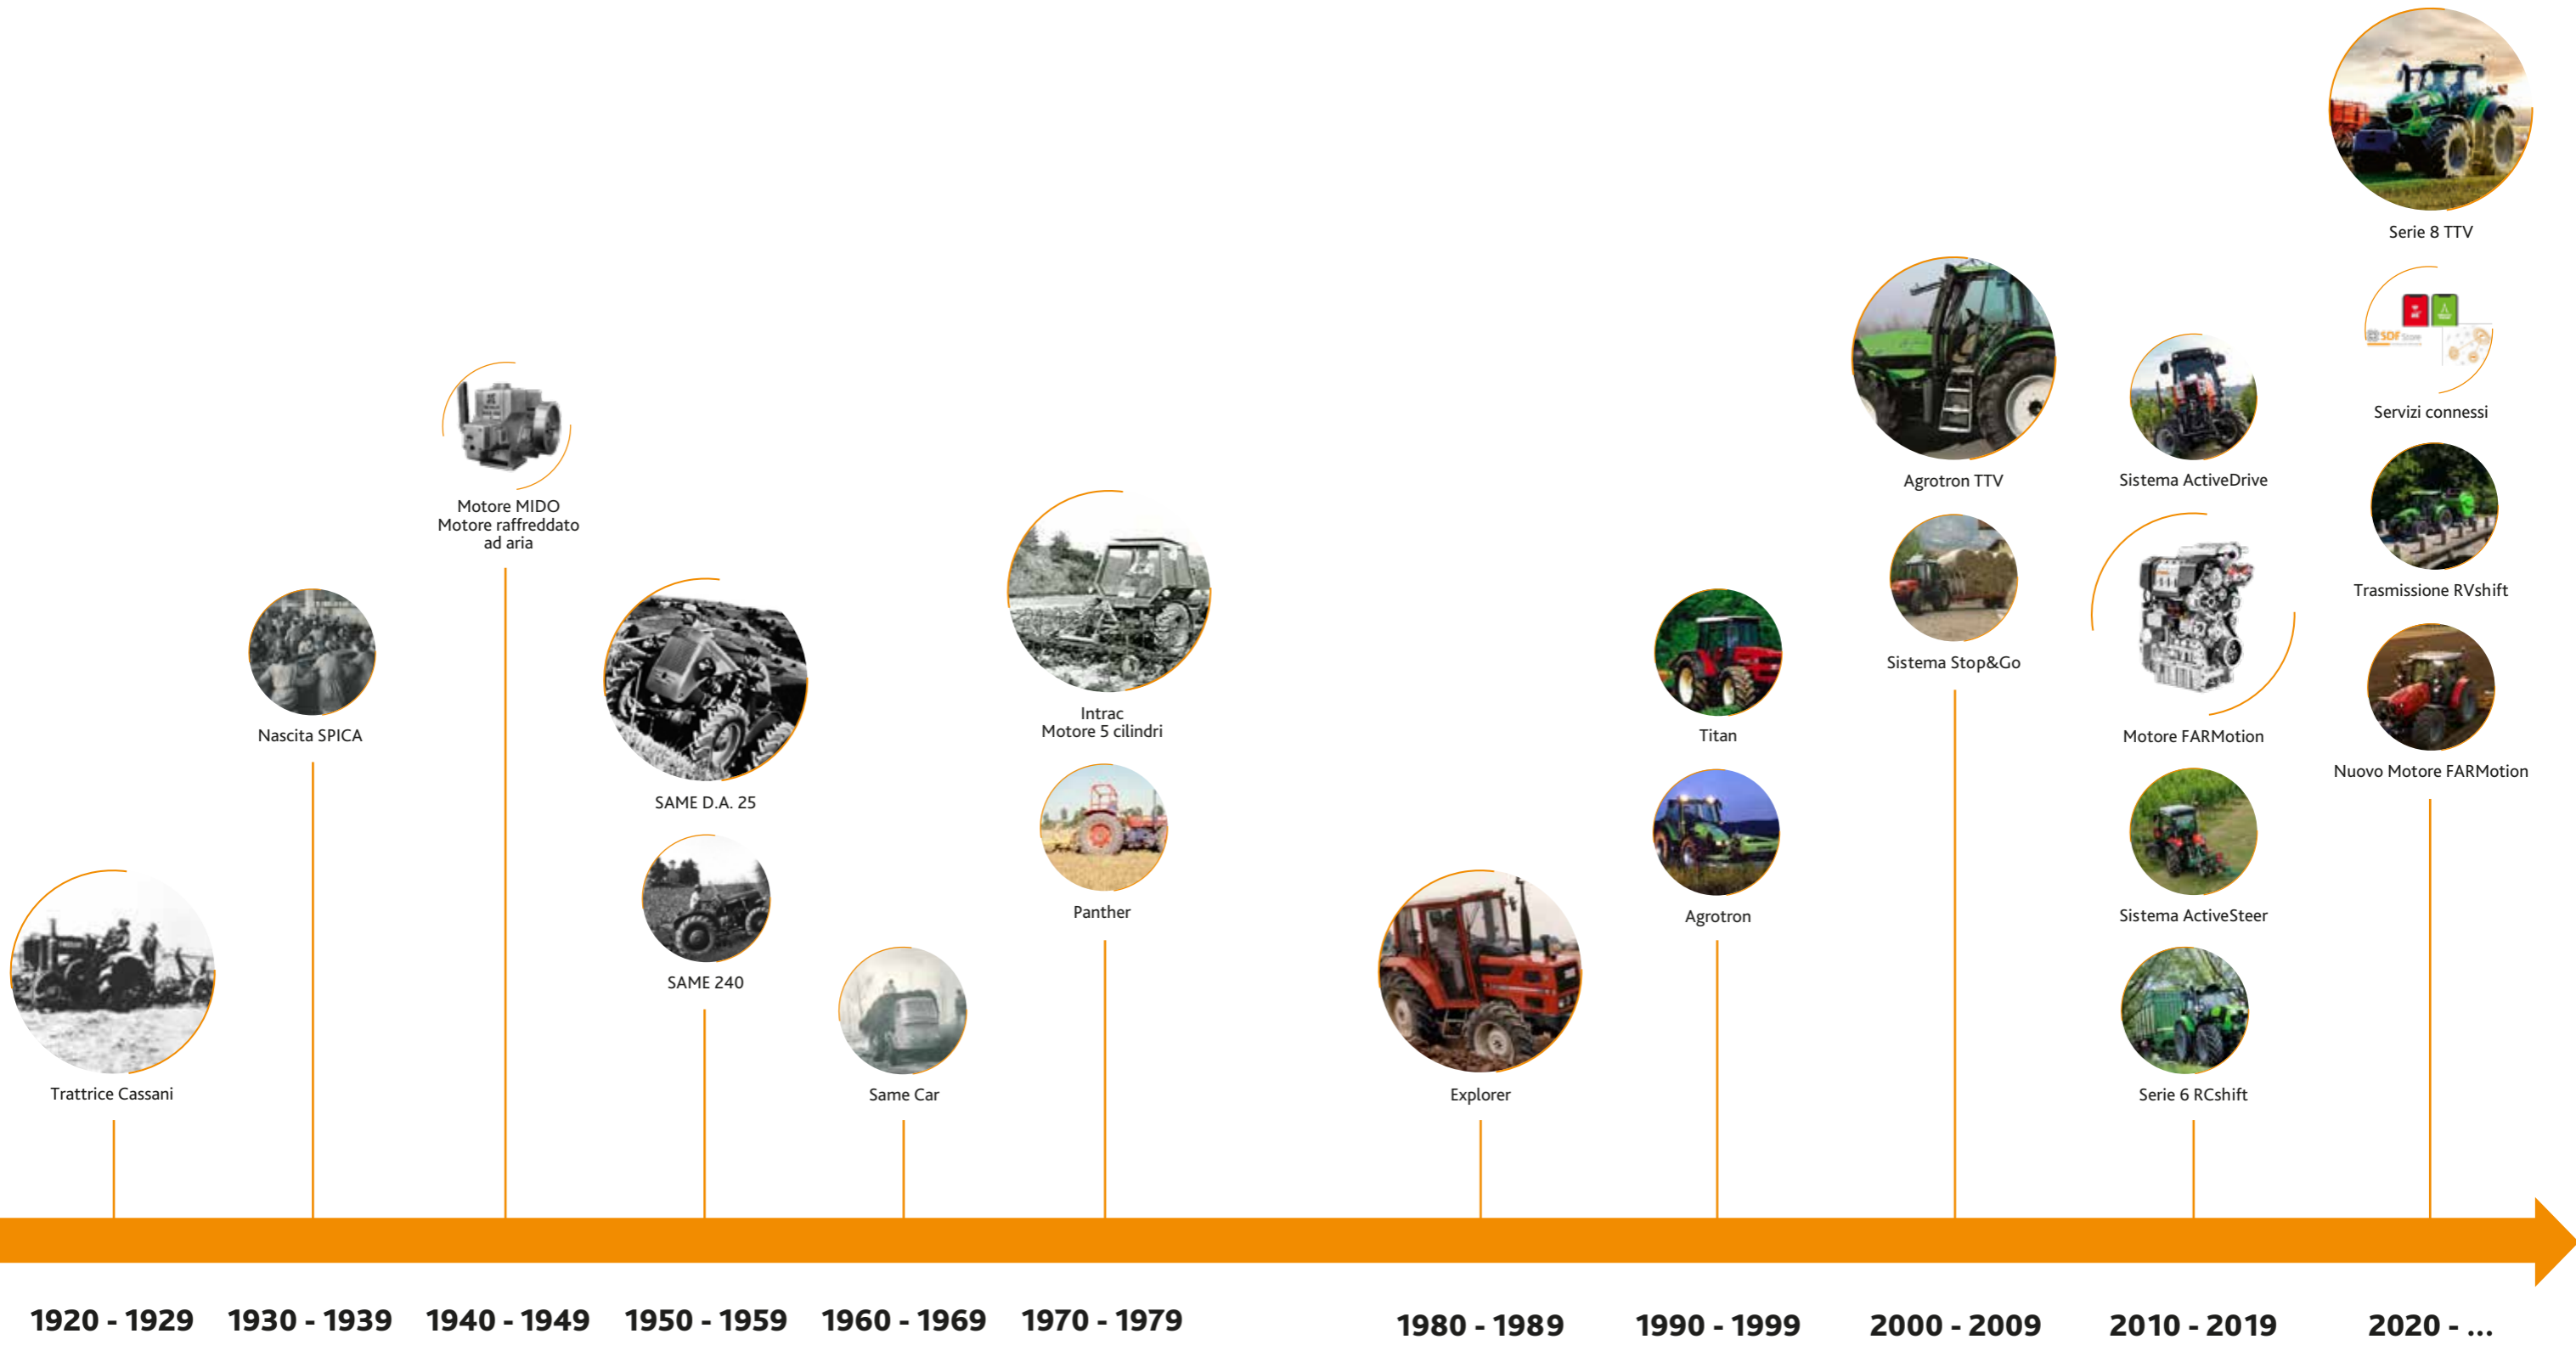 Serie 8 TTV
SDF Store
Servizi connessi
Agrotron TTV
Sistema ActiveDrive
Motore MIDO
Motore raffreddato
ad aria
Trasmissione RVshift
Sistema Stop&Go
Intrac
Motore 5 cilindri
Nascita SPICA
Titan
Motore FARMotion
Nuovo Motore FARMotion
SAME D.A. 25
Panther
Agrotron
Sistema ActiveSteer
SAME 240
Trattrice Cassani
Same Car
Explorer
Serie 6 RCshift
1920 - 1929
1930 - 1939
1940 - 1949
1950 - 1959
1960 - 1969
1970 - 1979
1980 - 1989
1990 - 1999
2000 - 2009
2010 - 2019
2020 - ...